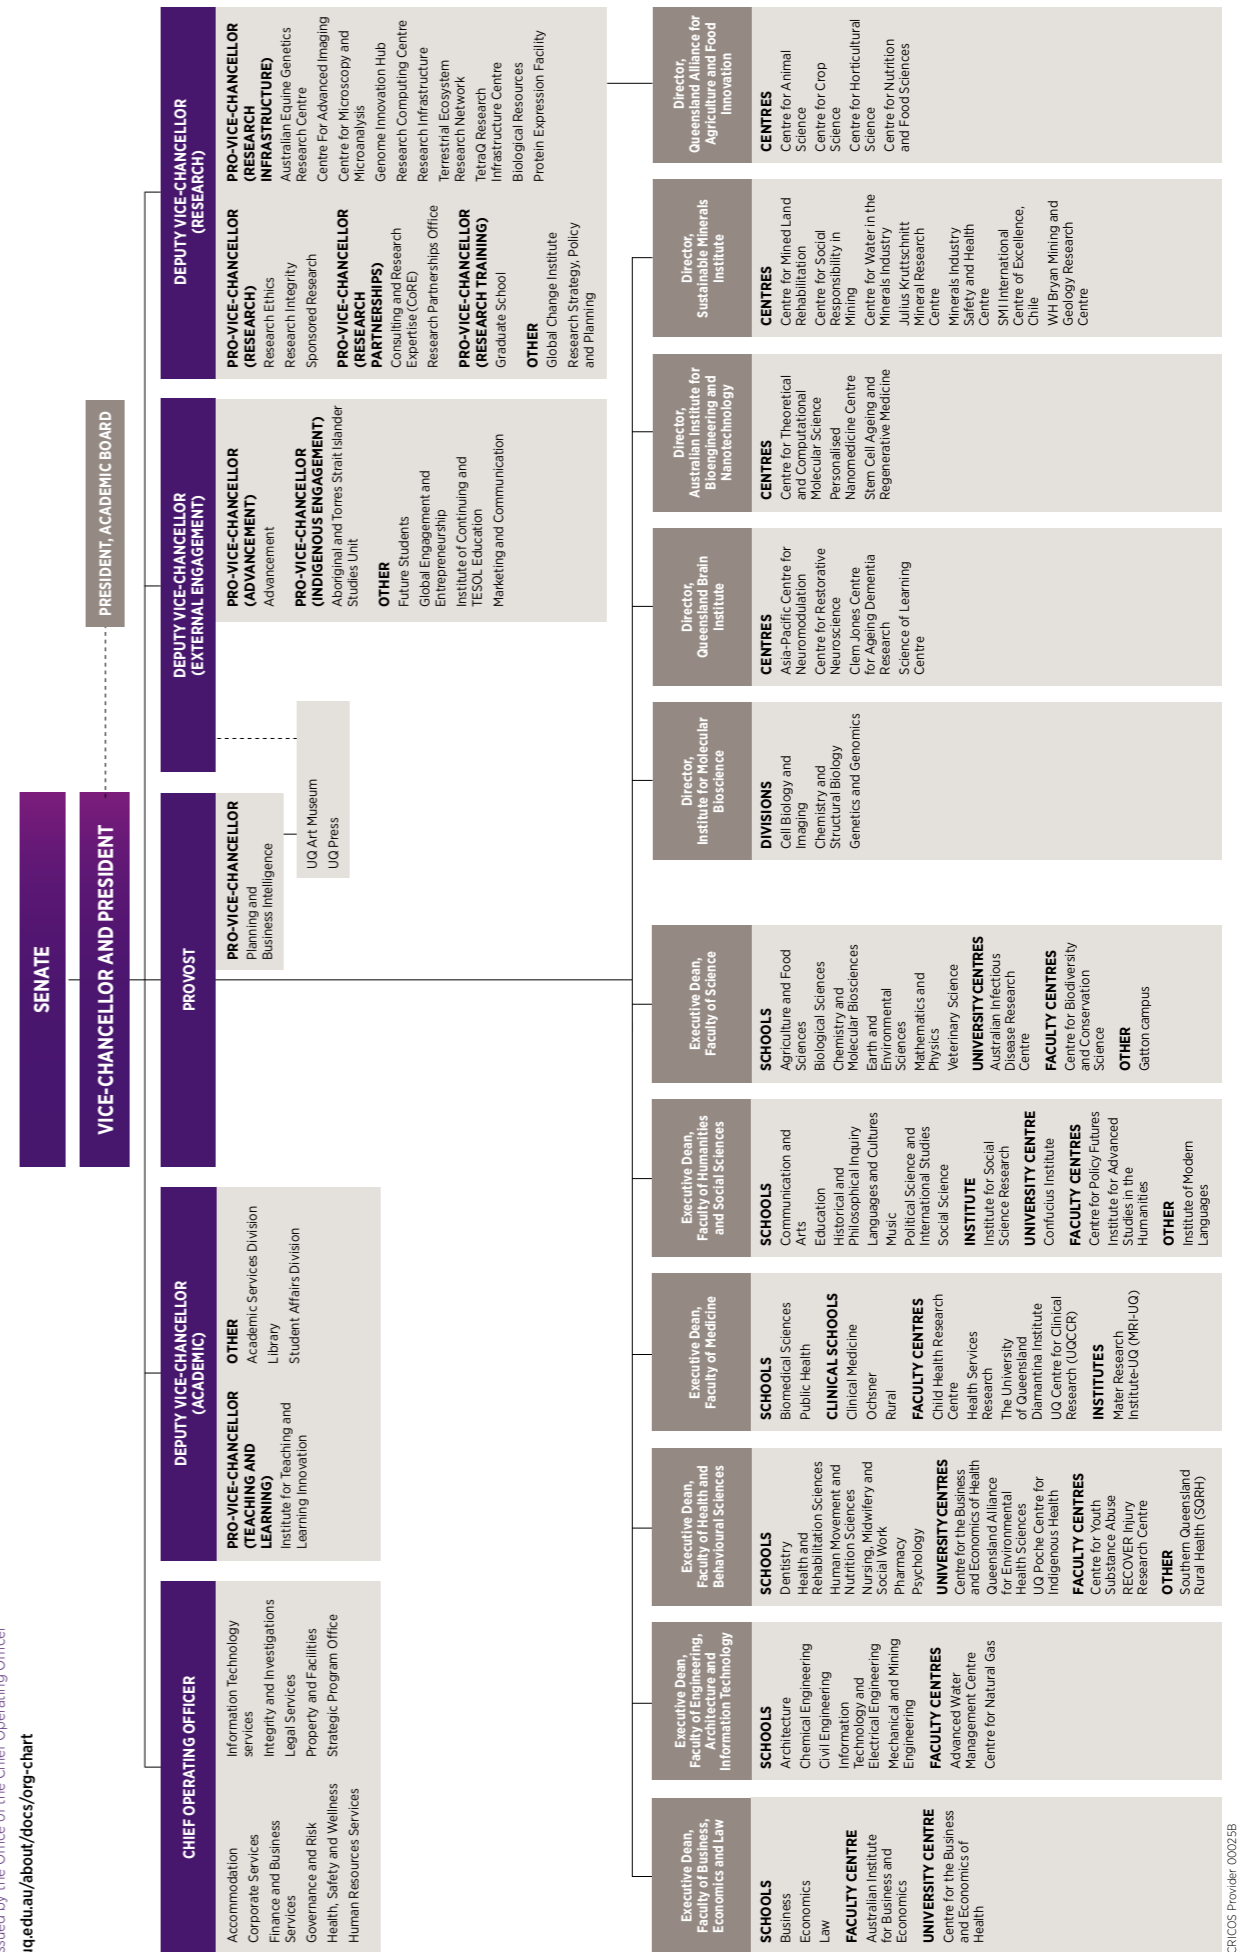 Issued by the Office of the Chief Operating Officer
uq.edu.au/about/docs/org-chart
SENATE
VICE-CHANCELLOR AND PRESIDENT
PRESIDENT, ACADEMIC BOARD
CHIEF OPERATING OFFICER
Accommodation
Corporate Services
Finance and Business
Services
Governance and Risk
Health, Safety and Wellness
Human Resources Services
Information Technology
services
Integrity and Investigations
Legal Services
Property and Facilities
Strategic Program Office
DEPUTY VICE-CHANCELLOR
(ACADEMIC)
PRO-VICE-CHANCELLOR
(TEACHING AND
LEARNING)
Institute for Teaching and
Learning Innovation
OTHER
Academic Services Division
Library
Student Affairs Division
PROVOST
PRO-VICE-CHANCELLOR
Planning and
Business Intelligence
UQ Art Museum
UQ Press
DEPUTY VICE-CHANCELLOR
(EXTERNAL ENGAGEMENT)
PRO-VICE-CHANCELLOR
(ADVANCEMENT)
Advancement
PRO-VICE-CHANCELLOR
(INDIGENOUS ENGAGEMENT)
Aboriginal and Torres Strait Islander
Studies Unit
OTHER
Future Students
Global Engagement and
Entrepreneurship
Institute of Continuing and
TESOL Education
Marketing and Communication
DEPUTY VICE-CHANCELLOR
(RESEARCH)
PRO-VICE-CHANCELLOR
(RESEARCH)
Research Ethics
Research Integrity
Sponsored Research
PRO-VICE-CHANCELLOR
(RESEARCH
PARTNERSHIPS)
Consulting and Research
Expertise (CoRE)
Research Partnerships Office
PRO-VICE-CHANCELLOR
(RESEARCH TRAINING)
Graduate School
OTHER
Global Change Institute
Research Strategy, Policy
and Planning
PRO-VICE-CHANCELLOR
(RESEARCH
INFRASTRUCTURE)
Australian Equine Genetics
Research Centre
Centre For Advanced Imaging
Centre for Microscopy and
Microanalysis
Genome Innovation Hub
Research Computing Centre
Research Infrastructure
Terrestrial Ecosystem
Research Network
TetraQ Research
Infrastructure Centre
Biological Resources
Protein Expression Facility
Executive Dean,
Faculty of Business,
Economics and Law
SCHOOLS
Business
Economics
Law
FACULTY CENTRE
Australian Institute
for Business and
Economics
UNIVERSITY CENTRE
Centre for the Business
and Economics of
Health
Executive Dean,
Faculty of Engineering,
Architecture and
Information Technology
SCHOOLS
Architecture
Chemical Engineering
Civil Engineering
Information
Technology and
Electrical Engineering
Mechanical and Mining
Engineering
FACULTY CENTRES
Advanced Water
Management Centre
Centre for Natural Gas
Executive Dean,
Faculty of Health and
Behavioural Sciences
SCHOOLS
Dentistry
Health and
Rehabilitation Sciences
Human Movement and
Nutrition Sciences
Nursing, Midwifery and
Social Work
Pharmacy
Psychology
UNIVERSITY CENTRES
Centre for the Business
and Economics of Health
Queensland Alliance
for Environmental
Health Sciences
UQ Poche Centre for
Indigenous Health
FACULTY CENTRES
Centre for Youth
Substance Abuse
RECOVER Injury
Research Centre
OTHER
Southern Queensland
Rural Health (SQRH)
Executive Dean,
Faculty of Medicine
SCHOOLS
Biomedical Sciences
Public Health
CLINICAL SCHOOLS
Clinical Medicine
Ochsner
Rural
FACULTY CENTRES
Child Health Research
Centre
Health Services
Research
The University
of Queensland
Diamantina Institute
UQ Centre for Clinical
Research (UQCCR)
INSTITUTES
Mater Research
Institute-UQ (MRI-UQ)
Executive Dean,
Faculty of Humanities
and Social Sciences
SCHOOLS
Communication and
Arts
Education
Historical and
Philosophical Inquiry
Languages and Cultures
Music
Political Science and
International Studies
Social Science
INSTITUTE
Institute for Social
Science Research
UNIVERSITY CENTRE
Confucius Institute
FACULTY CENTRES
Centre for Policy Futures
Institute for Advanced
Studies in the
Humanities
OTHER
Institute of Modern
Languages
Executive Dean,
Faculty of Science
SCHOOLS
Agriculture and Food
Sciences
Biological Sciences
Chemistry and
Molecular Biosciences
Earth and
Environmental
Sciences
Mathematics and
Physics
Veterinary Science
UNIVERSITY CENTRES
Australian Infectious
Disease Research
Centre
FACULTY CENTRES
Centre for Biodiversity
and Conservation
Science
OTHER
Gatton campus
Director,
Institute for Molecular
Bioscience
DIVISIONS
Cell Biology and
Imaging
Chemistry and
Structural Biology
Genetics and Genomics
Director,
Queensland Brain
Institute
CENTRES
Asia-Pacific Centre for
Neuromodulation
Centre for Restorative
Neuroscience
Clem Jones Centre
for Ageing Dementia
Research
Science of Learning
Centre
Director,
Australian Institute for
Bioengineering and
Nanotechnology
CENTRES
Centre for Theoretical
and Computational
Molecular Science
Personalised
Nanomedicine Centre
Stem Cell Ageing and
Regenerative Medicine
Director,
Sustainable Minerals
Institute
CENTRES
Centre for Mined Land
Rehabilitation
Centre for Social
Responsibility in
Mining
Centre for Water in the
Minerals Industry
Julius Kruttschnitt
Mineral Research
Centre
Minerals Industry
Safety and Health
Centre
SMI International
Centre of Excellence,
Chile
WH Bryan Mining and
Geology Research
Centre
Director,
Queensland Alliance for
Agriculture and Food
Innovation
CENTRES
Centre for Animal
Science
Centre for Crop
Science
Centre for Horticultural
Science
Centre for Nutrition
and Food Sciences
CRICOS Provider 00025B